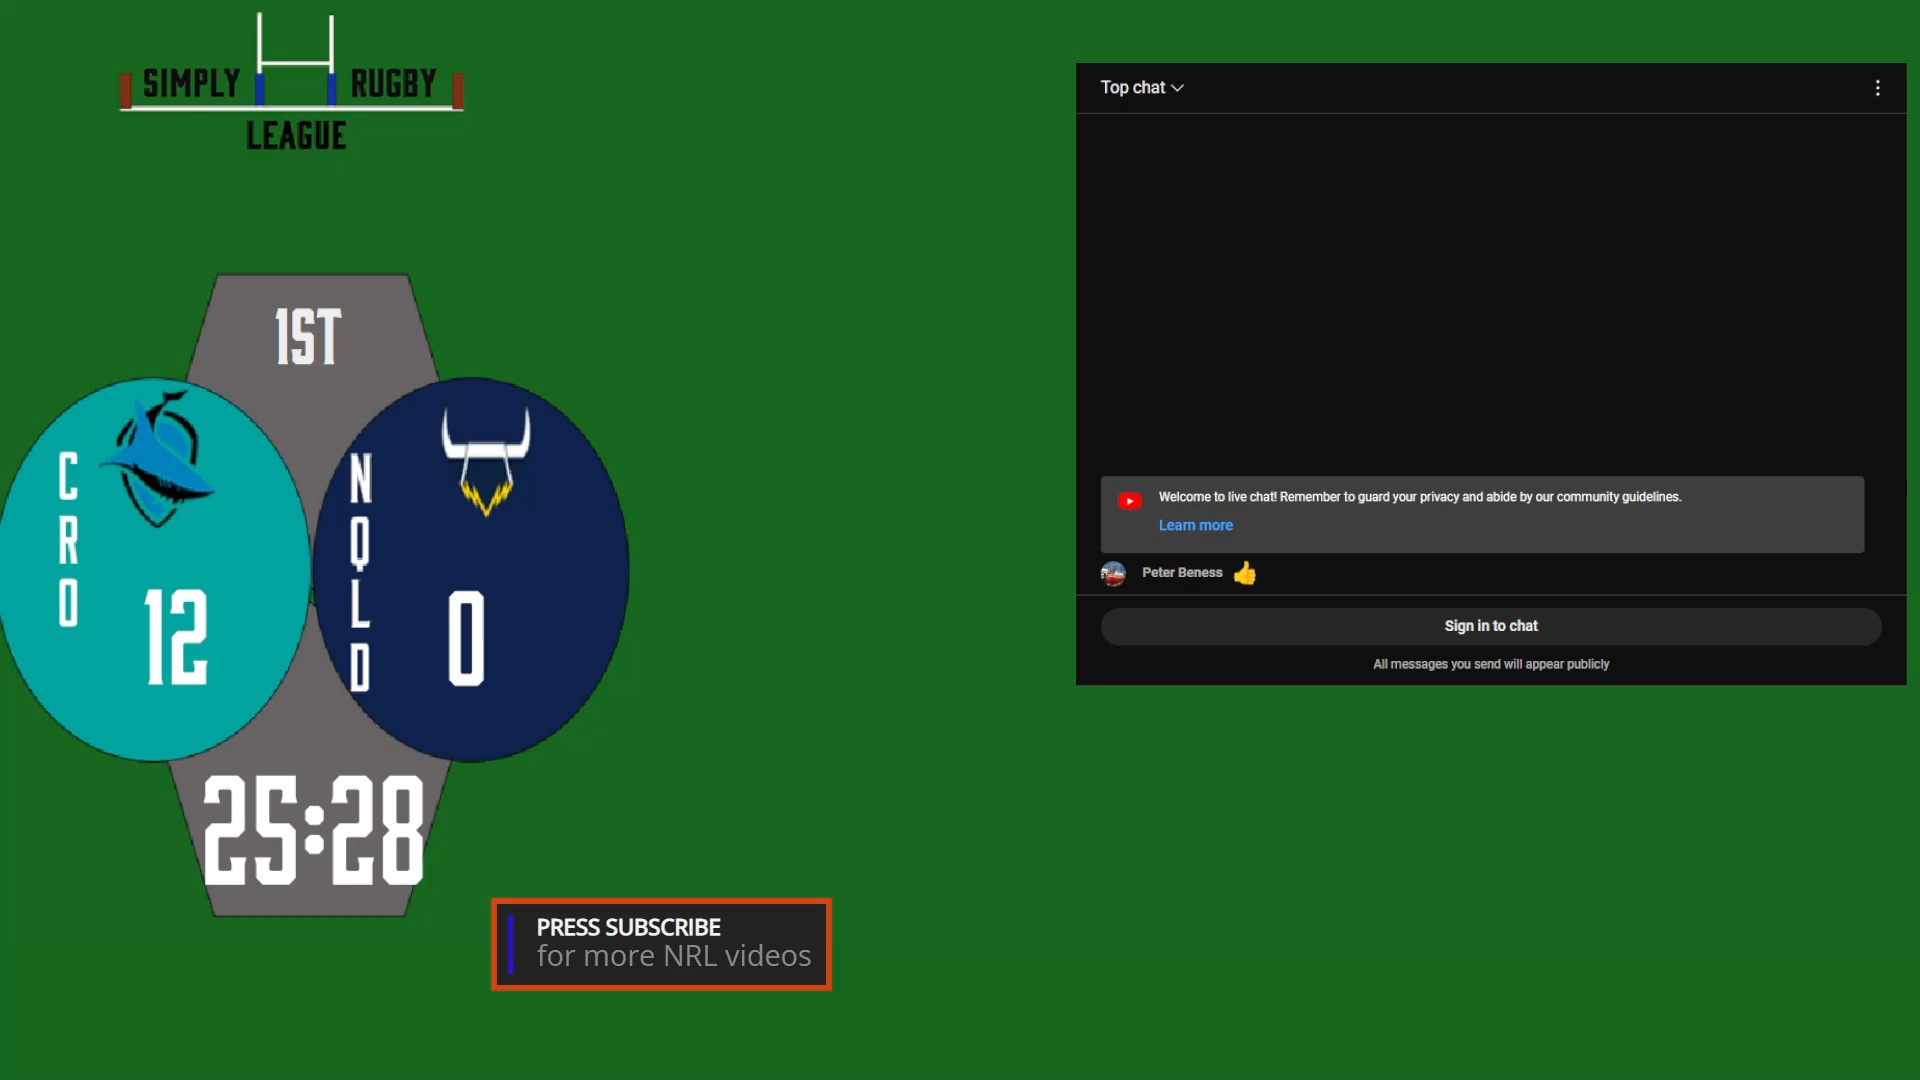 SIMPLY RUGBY
LEAGUE
1ST
CRO
12
NQLD
0
25:28
PRESS SUBSCRIBE
for more NRL videos
Top chat
Welcome to live chat! Remember to guard your privacy and abide by our community guidelines.
Learn more
Peter Beness 👍
Sign in to chat
All messages you send will appear publicly